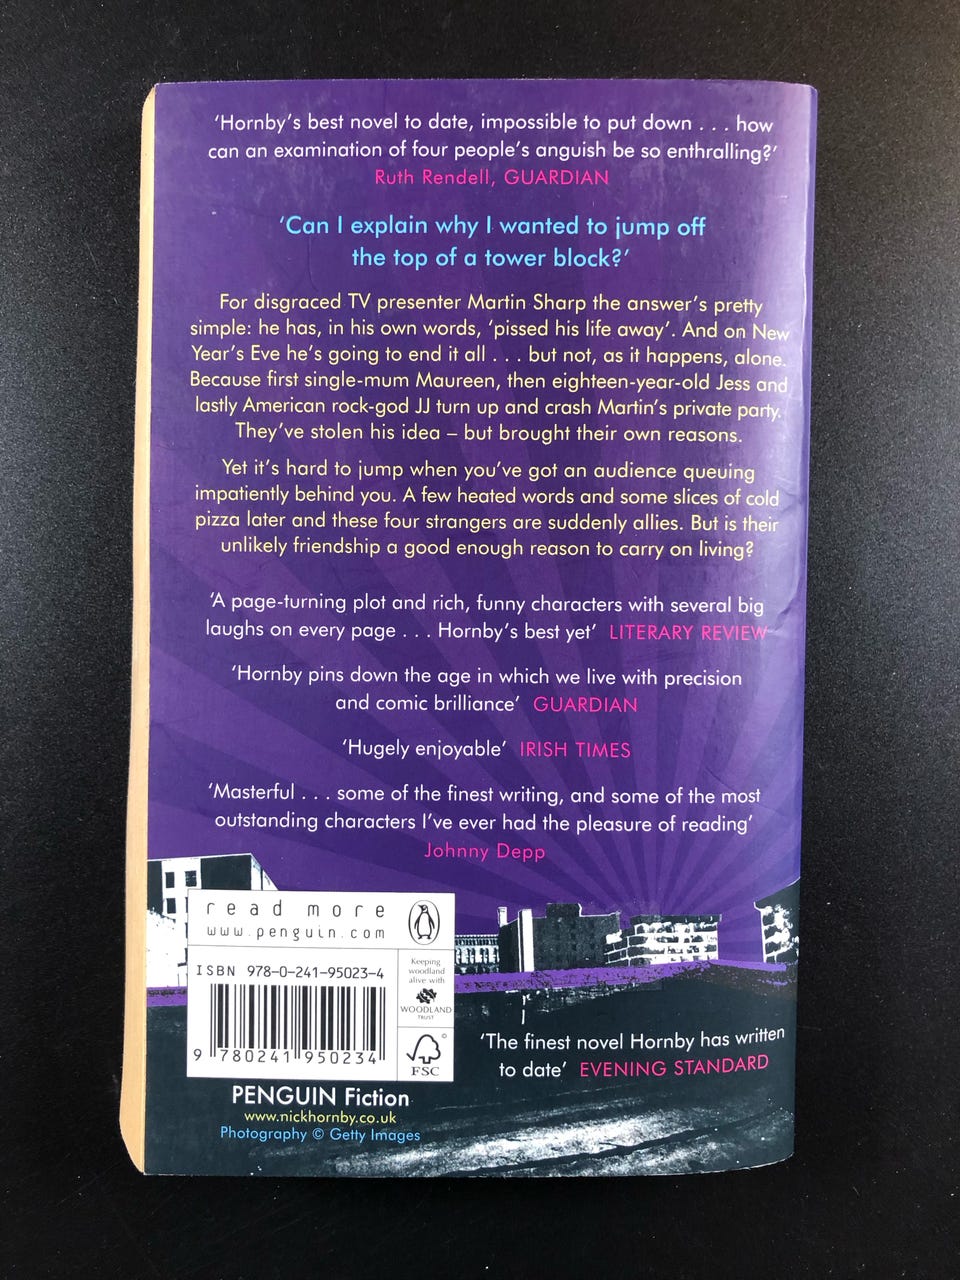 ‘Hornby’s best novel to date, impossible to put down . . . how
can an examination of four people’s anguish be so enthralling?’
Ruth Rendell, GUARDIAN
‘Can I explain why I wanted to jump off
the top of a tower block?’
For disgraced TV presenter Martin Sharp the answer’s pretty
simple: he has, in his own words, ‘pissed his life away’. And on New
Year’s Eve he’s going to end it all . . . but not, as it happens, alone.
Because first single-mum Maureen, then eighteen-year-old Jess and
lastly American rock-god JJ turn up and crash Martin’s private party.
They’ve stolen his idea – but brought their own reasons.
Yet it’s hard to jump when you’ve got an audience queuing
impatiently behind you. A few heated words and some slices of cold
pizza later and these four strangers are suddenly allies. But is their
unlikely friendship a good enough reason to carry on living?
‘A page-turning plot and rich, funny characters with several big
laughs on every page . . . Hornby’s best yet’ LITERARY REVIEW
‘Hornby pins down the age in which we live with precision
and comic brilliance’ GUARDIAN
‘Hugely enjoyable’ IRISH TIMES
‘Masterful . . . some of the finest writing, and some of the most
outstanding characters I’ve ever had the pleasure of reading’
Johnny Depp
read more
www.penguin.com
ISBN 978-0-241-95023-4
9 780241 950234
Keeping
woodland
alive with
WOODLAND
TRUST
©
FSC
‘The finest novel Hornby has written
to date’ EVENING STANDARD
PENGUIN Fiction
www.nickhornby.co.uk
Photography © Getty Images